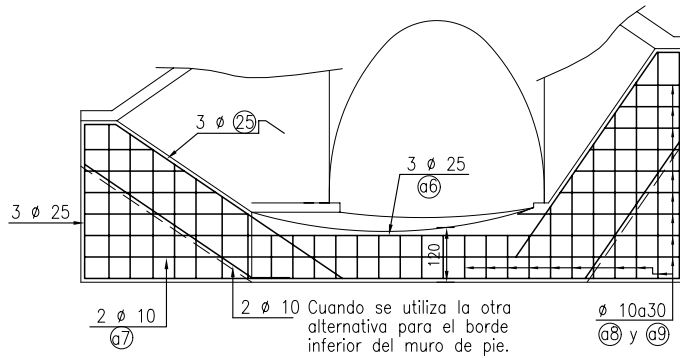 3 ø 25
3 ø 25
a6
3 ø 25
120
2 ø 10
a7
2 ø 10
Cuando se utiliza la otra
alternativa para el borde
inferior del muro de pie.
ø 10a30
a8 y a9